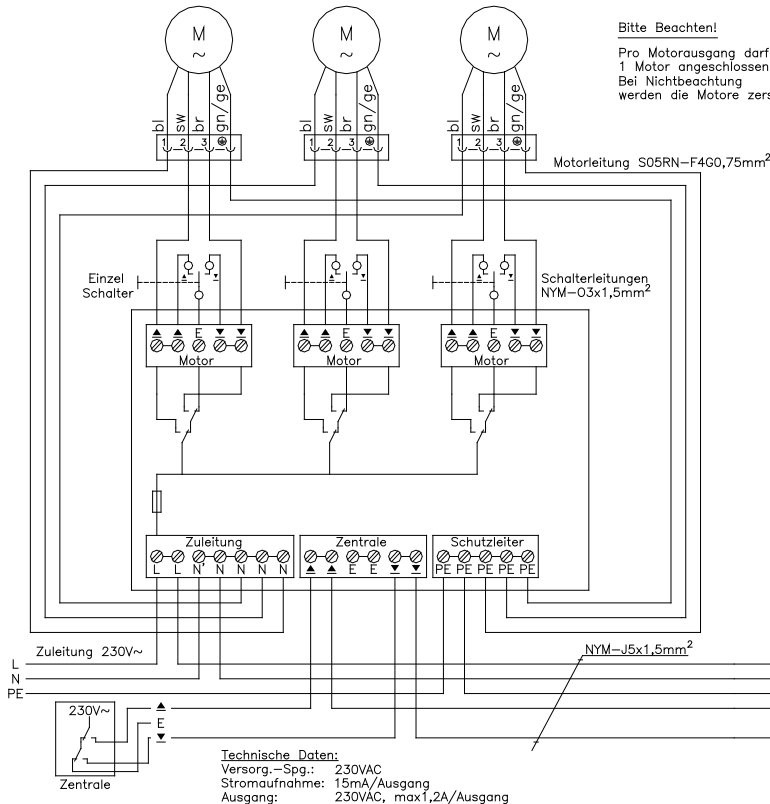 M
~
M
~
M
~
Bitte Beachten!
Pro Motorausgang darf
1 Motor angeschlossen
Bei Nichtbeachtung
werden die Motore
bl sw br gn/ge
bl sw br gn/ge
bl sw br gn/ge
1 2 3
1 2 3
1 2 3
Motorleitung S05RN-F4G0,75mm²
Einzel
Schalter
Schalterleitungen
NYM-O3x1,5mm²
▲ ▲ E ▼ ▼
▲ ▲ E ▼ ▼
▲ ▲ E ▼ ▼
Motor
Motor
Motor
Zuleitung
Zentrale
Schutzleiter
L L N' N N N N
▲ ▲ E E ▼ ▼
PE PE PE PE PE
Zuleitung 230V~
NYM-J5x1,5mm²
L
N
PE
230V~
▲
E
▼
Zentrale
Technische Daten:
Versorg.-Spg.: 230VAC
Stromaufnahme: 15mA/Ausgang
Ausgang: 230VAC, max1,2A/Ausgang